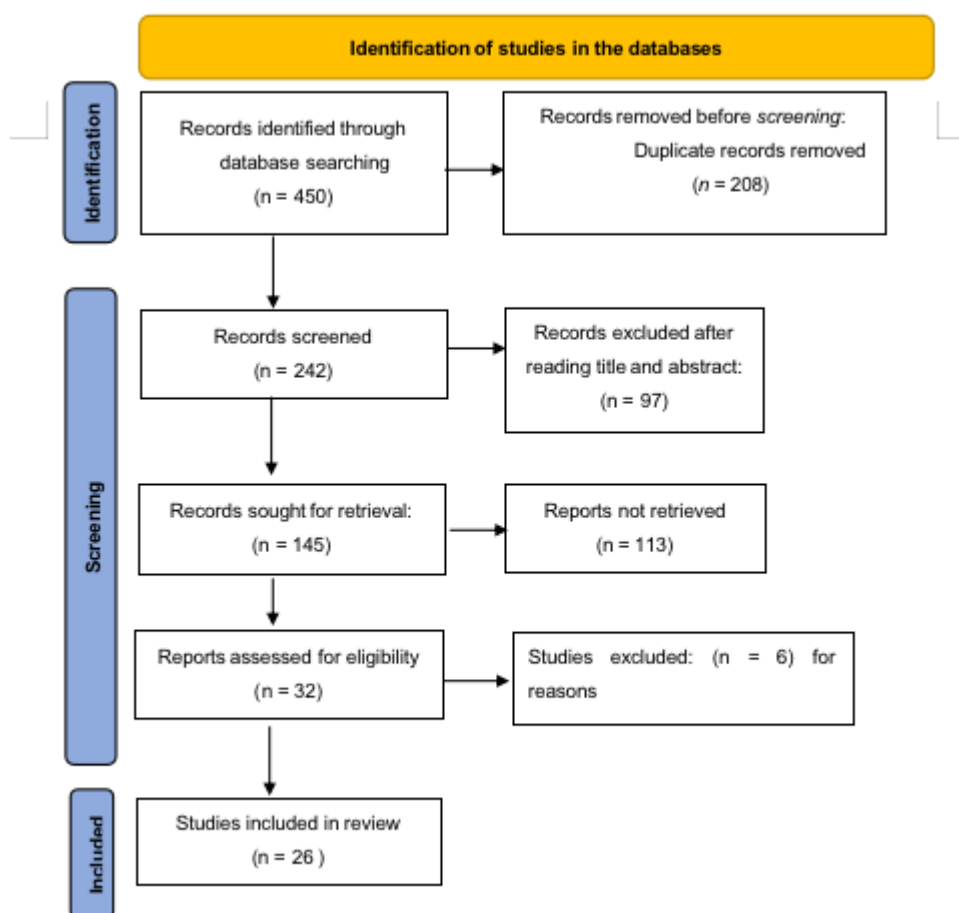 Identification of studies in the databases
Identification
Records identified through
database searching
(n = 450)
Records removed before screening:
Duplicate records removed
(n = 208)
Screening
Records screened
(n = 242)
Records excluded after
reading title and abstract:
(n = 97)
Records sought for retrieval:
(n = 145)
Reports not retrieved
(n = 113)
Reports assessed for eligibility
(n = 32)
Studies excluded: (n = 6) for
reasons
Included
Studies included in review
(n = 26 )